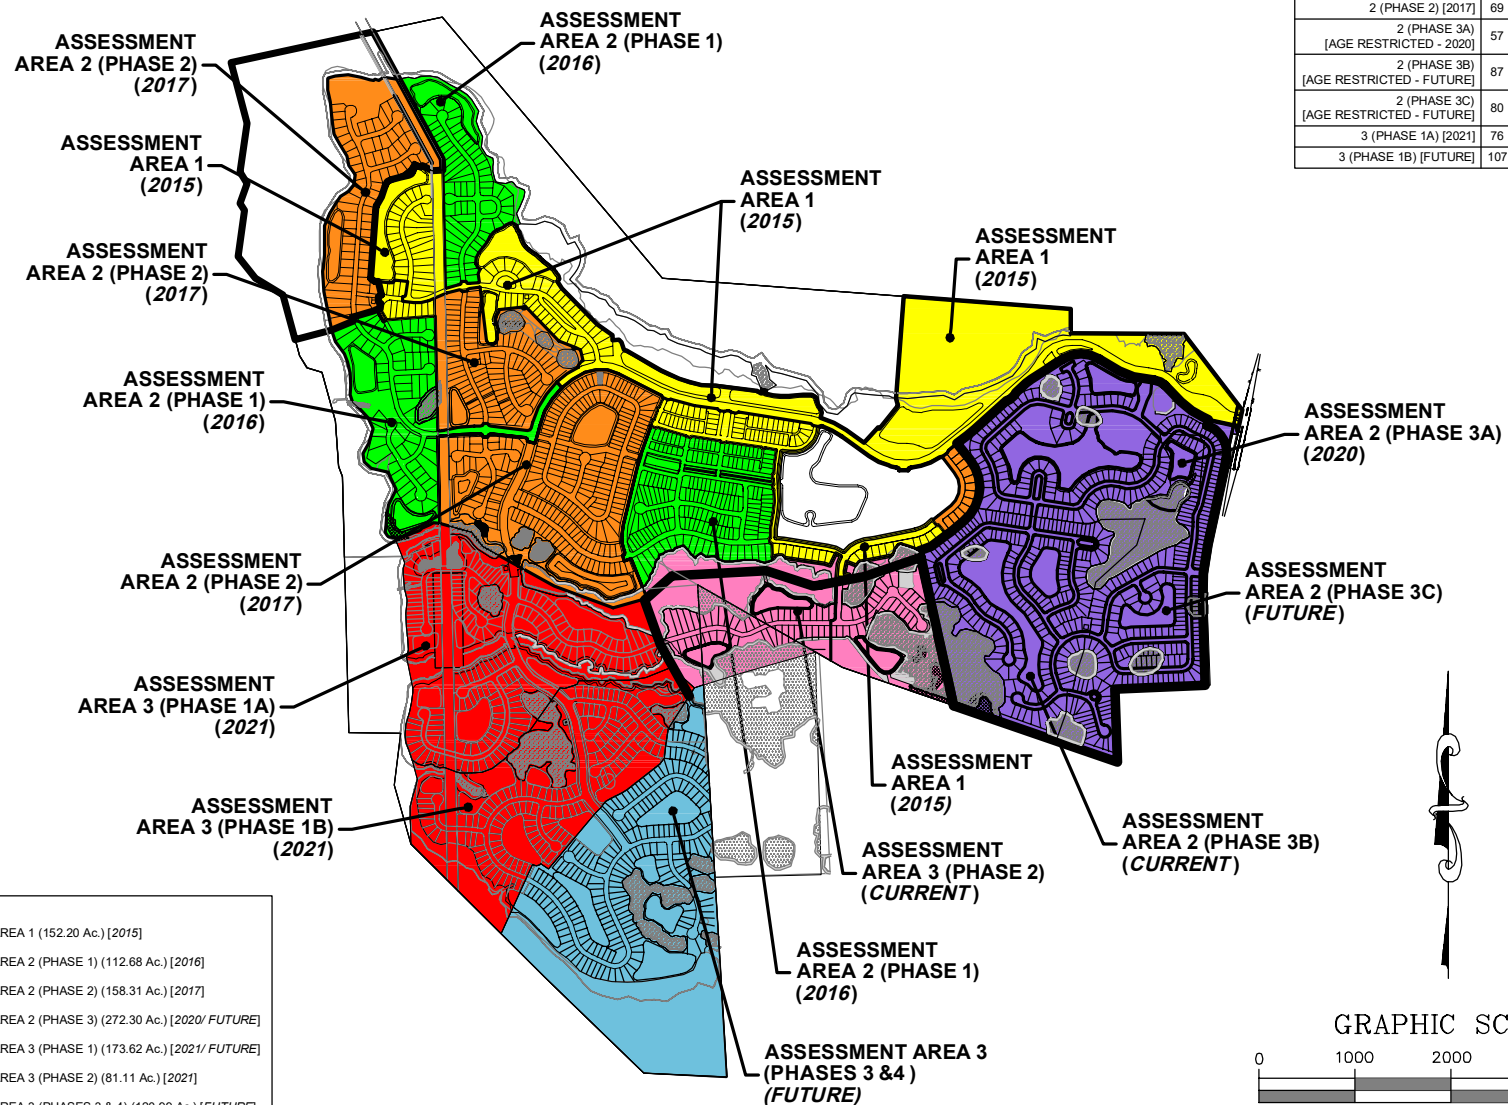 2 (PHASE 2) [2017] 69
2 (PHASE 3A)
[AGE RESTRICTED - 2020] 57
2 (PHASE 3B)
[AGE RESTRICTED - FUTURE] 87
2 (PHASE 3C)
[AGE RESTRICTED - FUTURE] 80
3 (PHASE 1A) [2021] 76
3 (PHASE 1B) [FUTURE] 107
ASSESSMENT
AREA 2 (PHASE 1)
(2016)
ASSESSMENT
AREA 2 (PHASE 2)
(2017)
ASSESSMENT
AREA 1
(2015)
ASSESSMENT
AREA 1
(2015)
ASSESSMENT
AREA 1
(2015)
ASSESSMENT
AREA 2 (PHASE 2)
(2017)
ASSESSMENT
AREA 2 (PHASE 1)
(2016)
ASSESSMENT
AREA 2 (PHASE 3A)
(2020)
ASSESSMENT
AREA 2 (PHASE 2)
(2017)
ASSESSMENT
AREA 2 (PHASE 3C)
(FUTURE)
ASSESSMENT
AREA 3 (PHASE 1A)
(2021)
ASSESSMENT
AREA 1
(2015)
ASSESSMENT
AREA 3 (PHASE 1B)
(2021)
ASSESSMENT
AREA 2 (PHASE 3B)
(CURRENT)
ASSESSMENT
AREA 3 (PHASE 2)
(CURRENT)
ASSESSMENT
AREA 2 (PHASE 1)
(2016)
ASSESSMENT AREA 3
(PHASES 3 &4 )
(FUTURE)
REA 1 (152.20 Ac.) [2015]
REA 2 (PHASE 1) (112.68 Ac.) [2016]
REA 2 (PHASE 2) (158.31 Ac.) [2017]
REA 2 (PHASE 3) (272.30 Ac.) [2020/ FUTURE]
REA 3 (PHASE 1) (173.62 Ac.) [2021/ FUTURE]
REA 3 (PHASE 2) (81.11 Ac.) [2021]
GRAPHIC SC
0 1000 2000